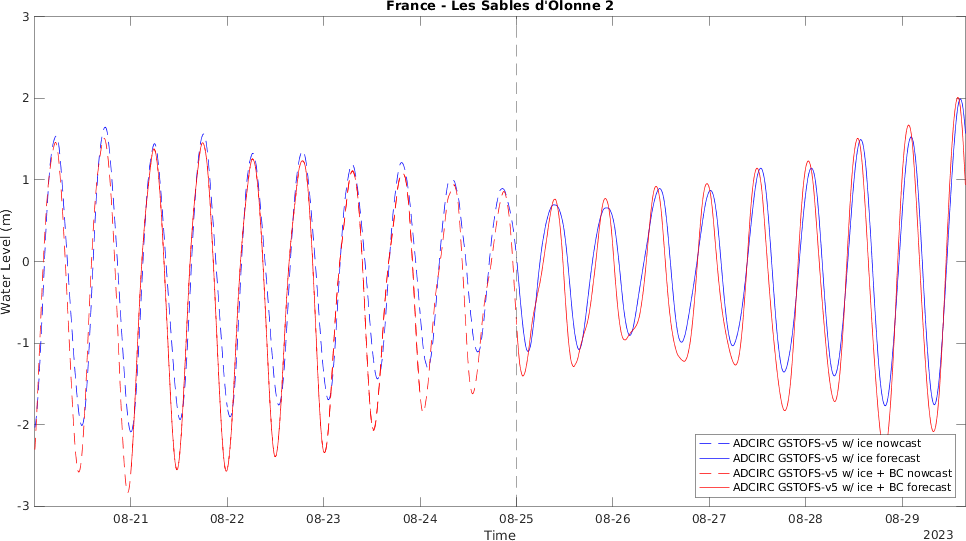 France - Les Sables d'Olonne 2
3
2
1
0
-1
-2
-3
Water Level (m)
08-21 08-22 08-23 08-24 08-25 08-26 08-27 08-28 08-29
Time
2023
ADCIRC GSTOFS-v5 w/ ice nowcast
ADCIRC GSTOFS-v5 w/ ice forecast
ADCIRC GSTOFS-v5 w/ ice + BC nowcast
ADCIRC GSTOFS-v5 w/ ice + BC forecast